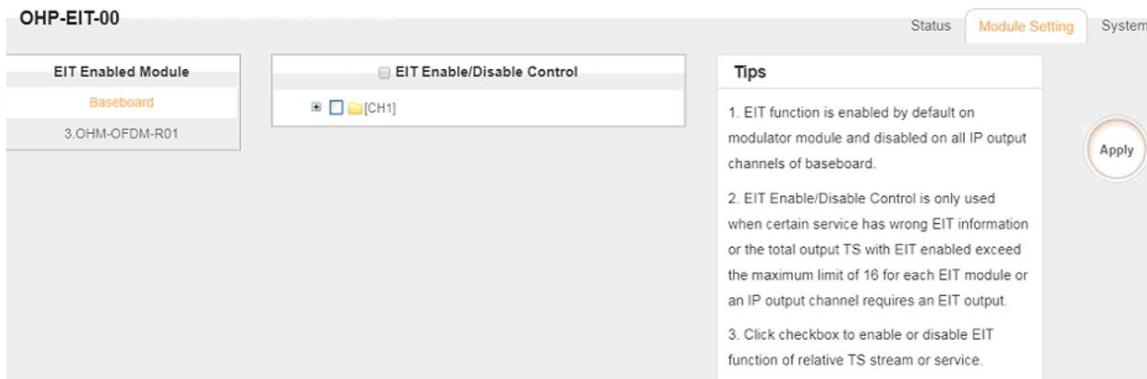 OHP-EIT-00
Status
Module Setting
System
EIT Enabled Module
Baseboard
3.OHM-OFDM-R01
EIT Enable/Disable Control
[CH1]
Tips
1. EIT function is enabled by default on
modulator module and disabled on all IP output
channels of baseboard.
2. EIT Enable/Disable Control is only used
when certain service has wrong EIT information
or the total output TS with EIT enabled exceed
the maximum limit of 16 for each EIT module or
an IP output channel requires an EIT output.
3. Click checkbox to enable or disable EIT
function of relative TS stream or service.
Apply